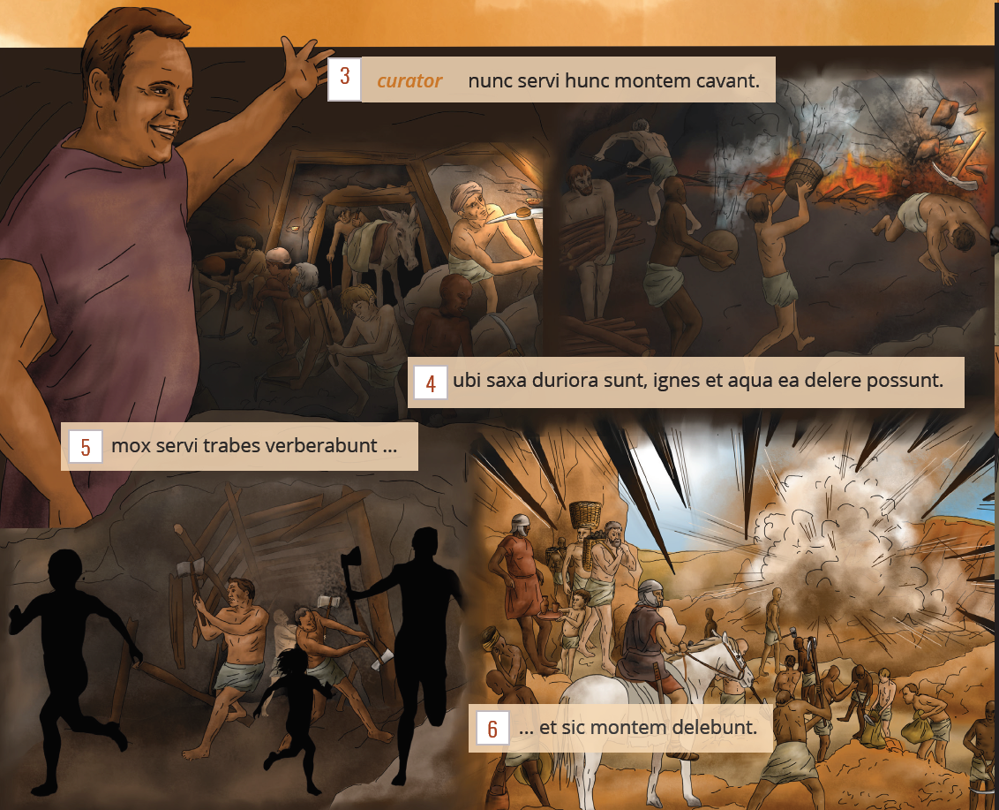 3 curator nunc servi hunc montem cavant.
4 ubi saxa duriora sunt, ignes et aqua ea delere possunt.
5 mox servi trabes verberabunt ...
6 ... et sic montem delebunt.